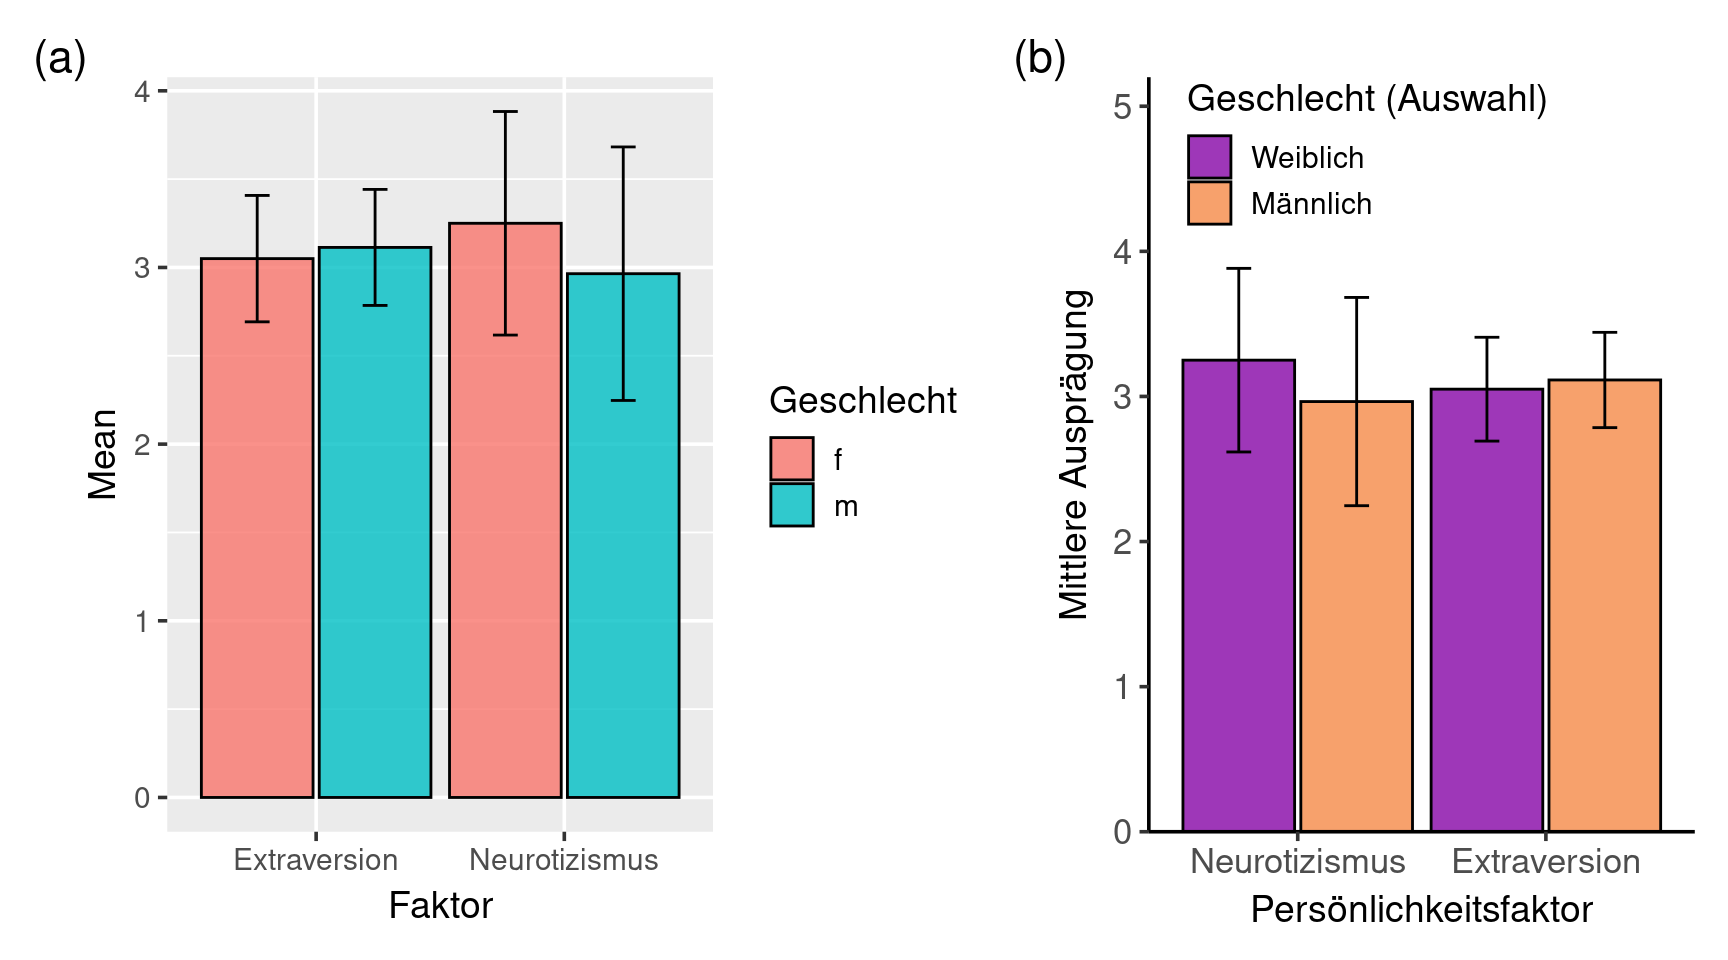 (a)
4
3
2
1
0
Mean
Extraversion
Neurotizismus
Faktor
Geschlecht
f
m
(b)
Geschlecht (Auswahl)
Weiblich
Männlich
5
4
3
2
1
0
Mittlere Ausprägung
Neurotizismus
Extraversion
Persönlichkeitsfaktor